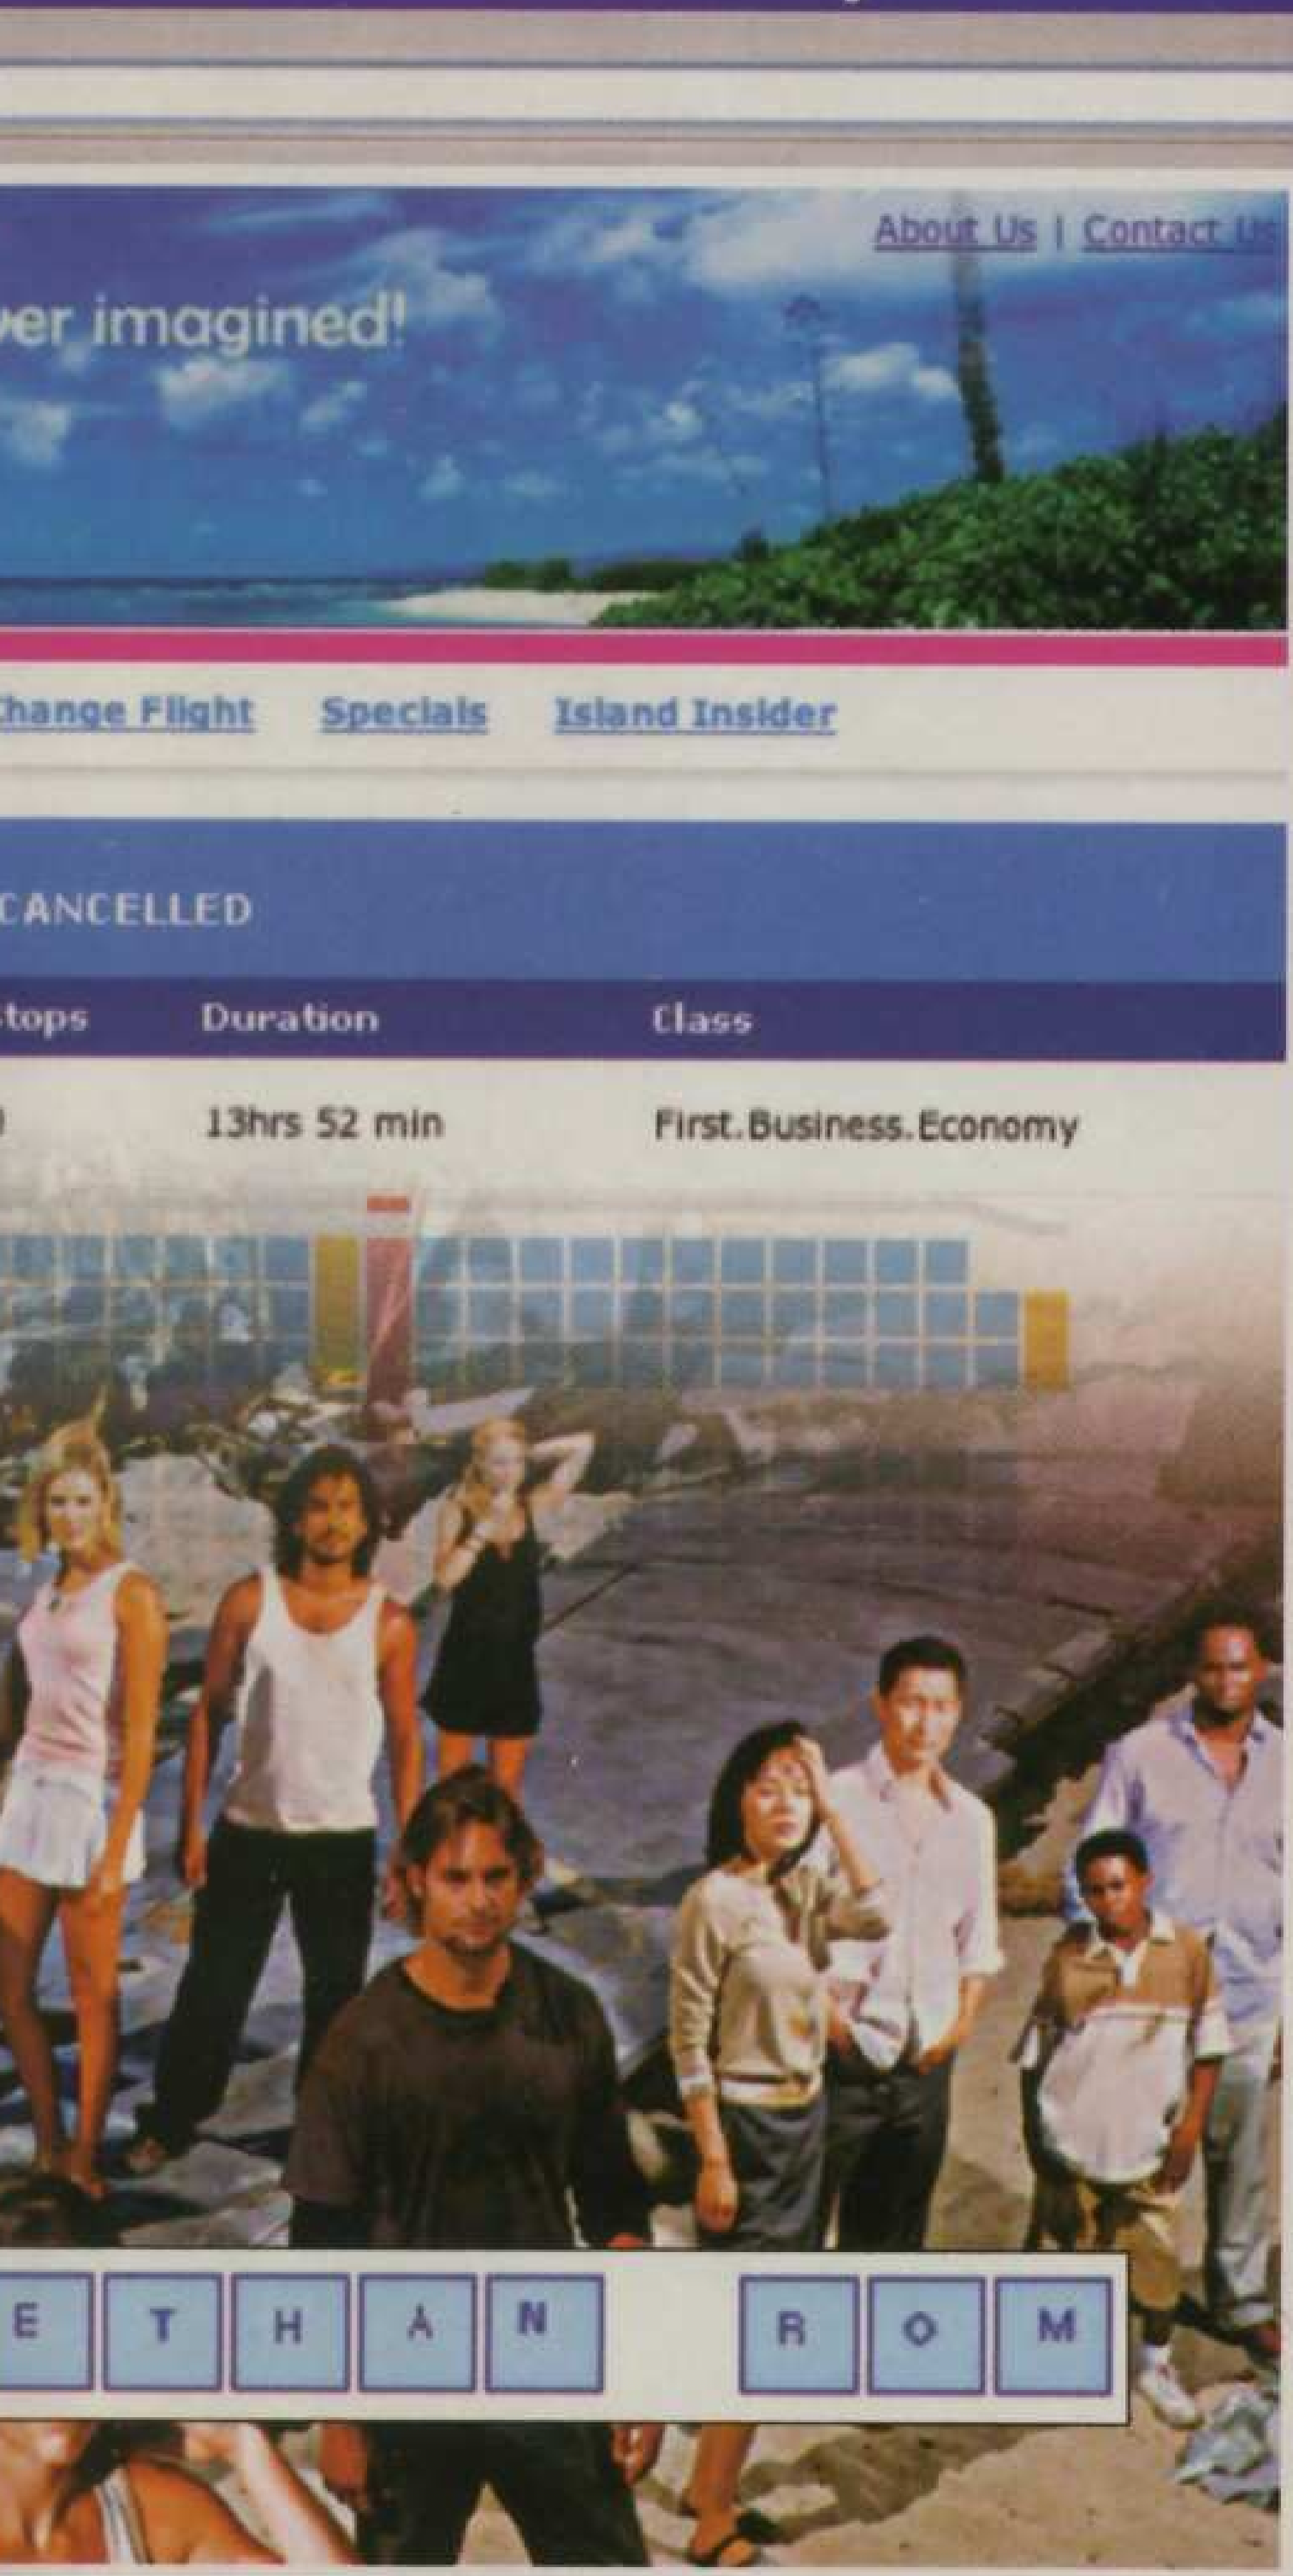 About Us | Contact Us
ver imagined!
Change Flight Specials Island Insider
CANCELLED
tops Duration Class
13hrs 52 min First.Business.Economy
E T H A N R O M